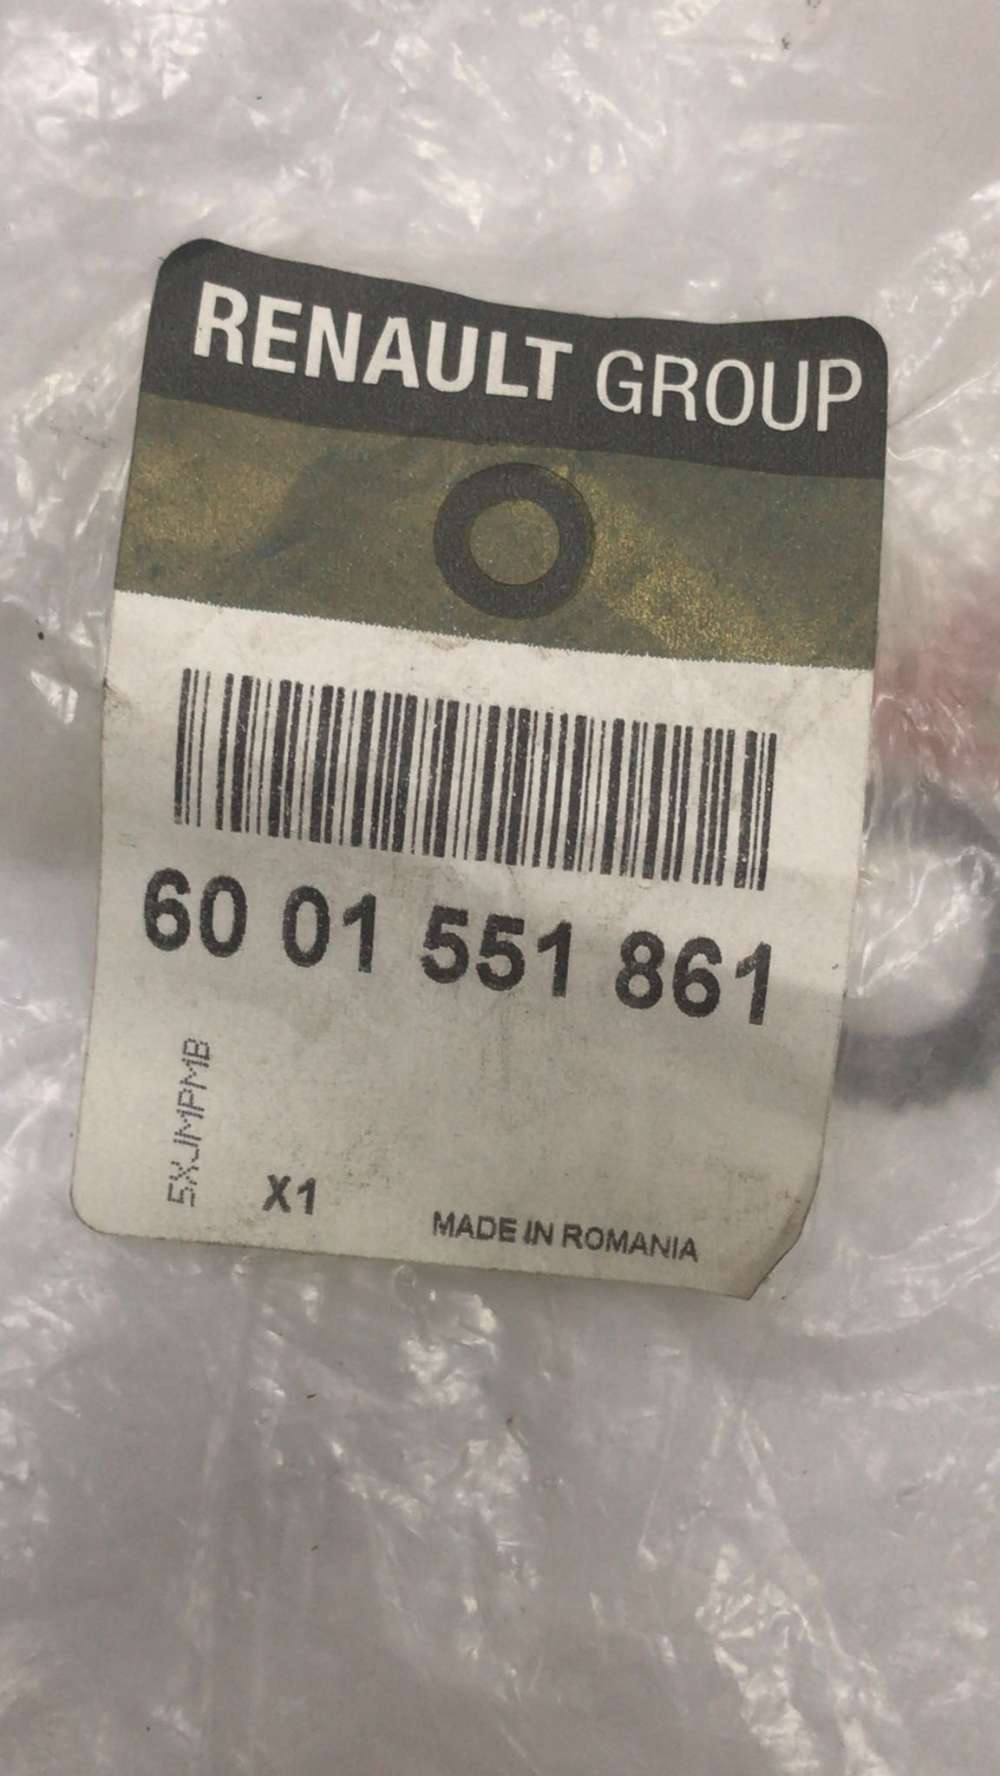 RENAULT GROUP
60 01 551 861
5XJMPMB
X1
MADE IN ROMANIA